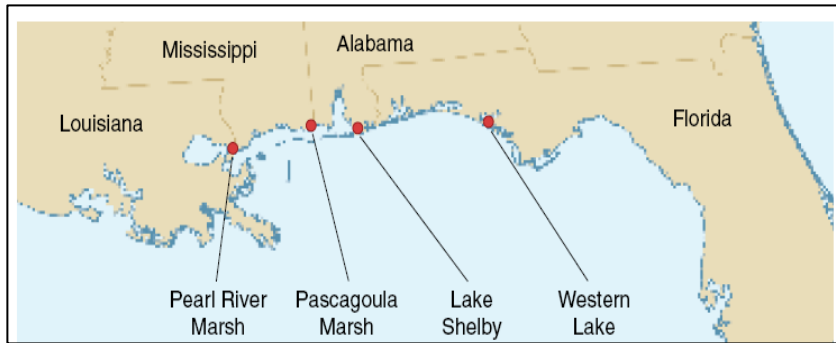 Mississippi
Alabama
Louisiana
Florida
Pearl River
Marsh
Pascagoula
Marsh
Lake
Shelby
Western
Lake